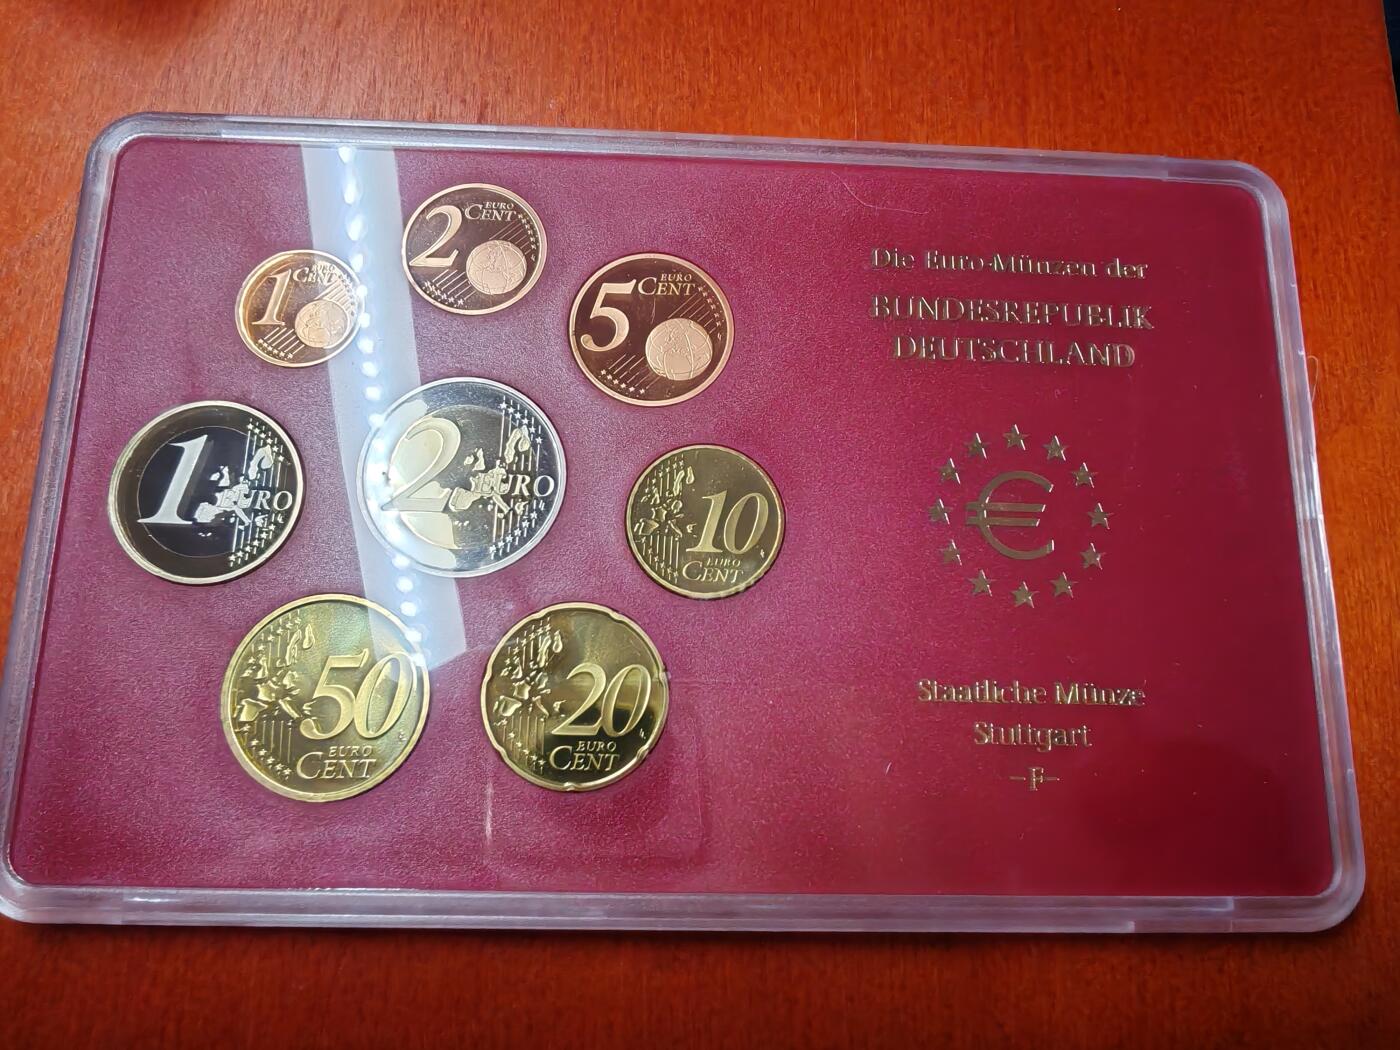 2 EURO CENT
1 EURO CENT
5 EURO CENT
1 EURO
2 EURO
10 EURO CENT
50 EURO CENT
20 EURO CENT
Die Euro-Münzen der
BUNDESREPUBLIK
DEUTSCHLAND
€
Staatliche Münze
Stuttgart
-F-